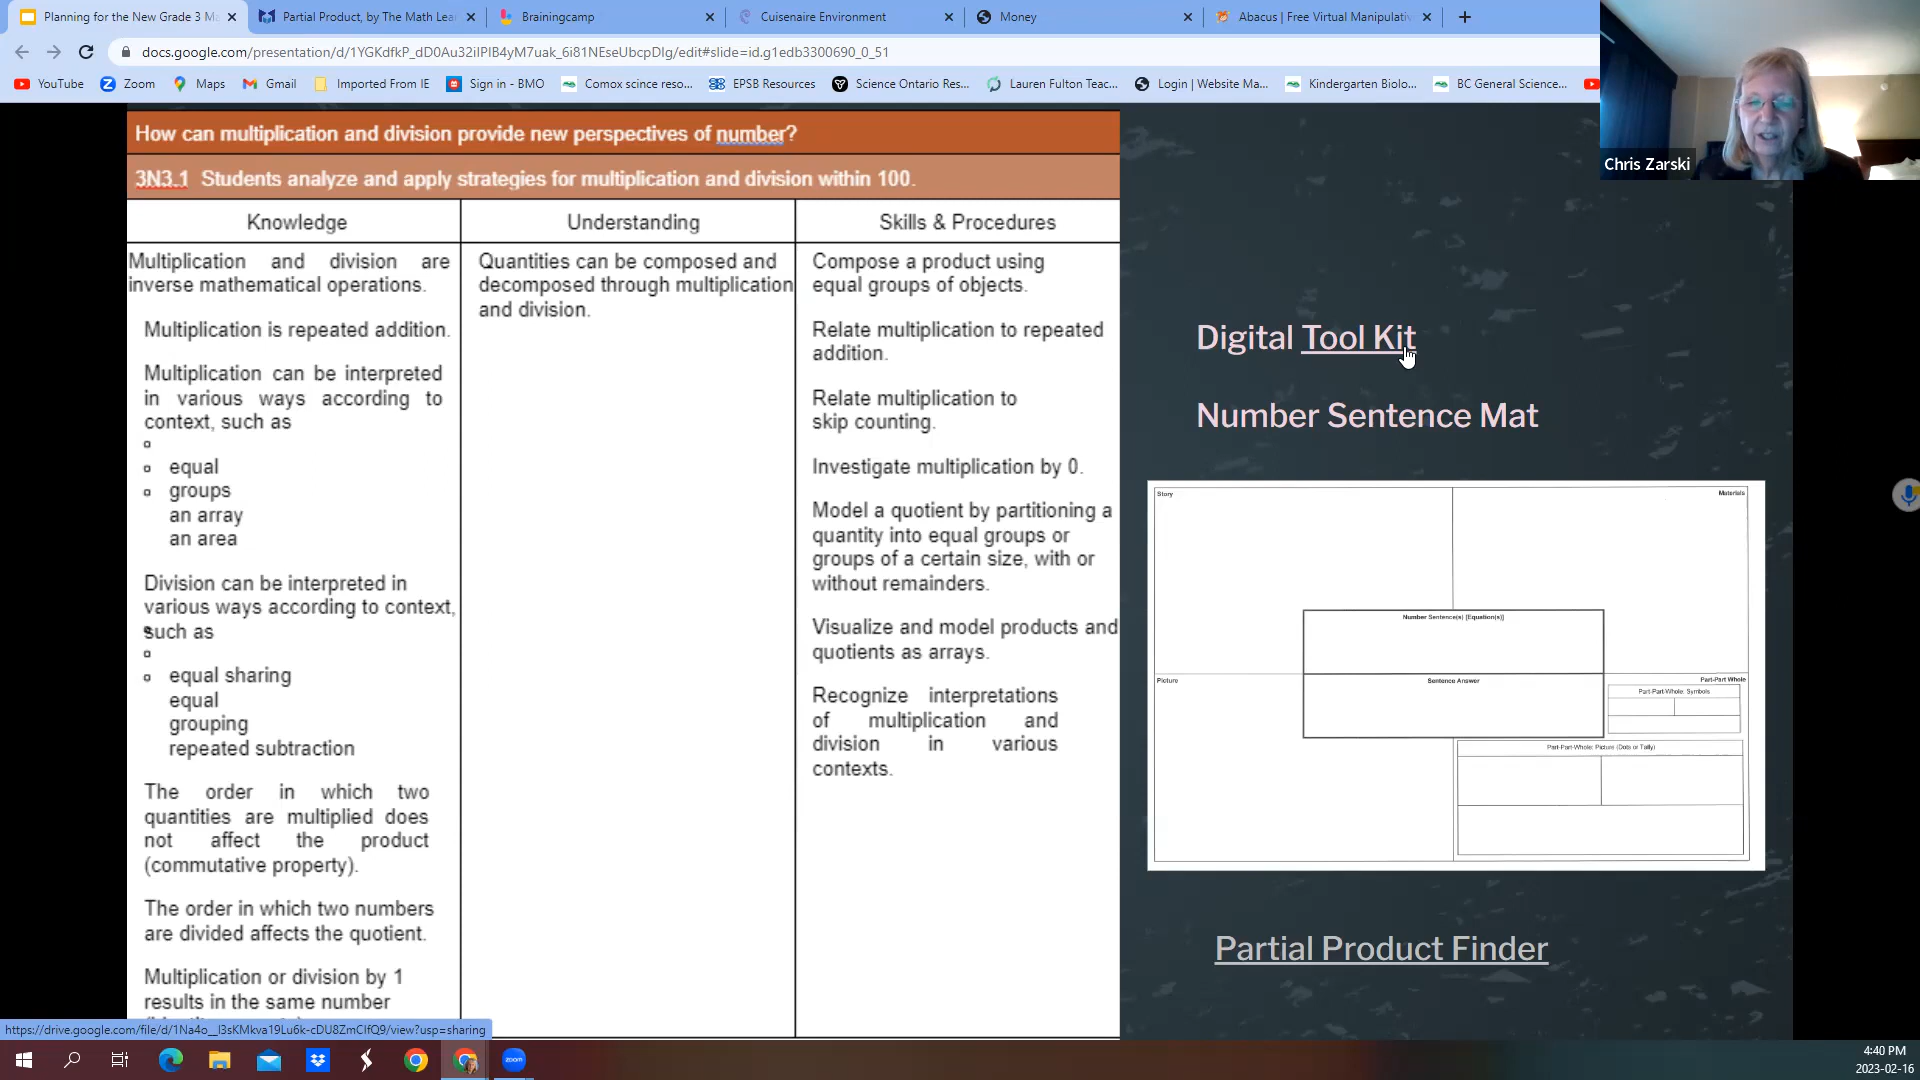 Planning for the New Grade 3 M
Partial Product, by The Math Lea
Brainingcamp
Cuisenaire Environment
Money
Abacus | Free Virtual Manipulati
docs.google.com/presentation/d/1YGKdfkP_dD0Au32iIPIB4yM7uak_6i81NEseUbcpDIg/edit#slide=id.g1edb3300690_0_51
YouTube
Zoom
Maps
Gmail
Imported From IE
Sign in - BMO
Comox scince reso...
EPSB Resources
Science Ontario Res...
Lauren Fulton Teac...
Login | Website Ma...
Kindergarten Biolo...
BC General Science...
Chris Zarski
How can multiplication and division provide new perspectives of number?
3N3.1 Students analyze and apply strategies for multiplication and division within 100.
Knowledge
Multiplication and division are
inverse mathematical operations.
Multiplication is repeated addition.
Multiplication can be interpreted
in various ways according to
context, such as
equal
groups
an array
an area
Division can be interpreted in
various ways according to context,
such as
equal sharing
equal
grouping
repeated subtraction
The order in which two
quantities are multiplied does
not affect the product
(commutative property).
The order in which two numbers
are divided affects the quotient.
Multiplication or division by 1
results in the same number
Understanding
Quantities can be composed and
decomposed through multiplication
and division.
Skills & Procedures
Compose a product using
equal groups of objects.
Relate multiplication to repeated
addition.
Relate multiplication to
skip counting.
Investigate multiplication by 0.
Model a quotient by partitioning a
quantity into equal groups or
groups of a certain size, with or
without remainders.
Visualize and model products and
quotients as arrays.
Recognize interpretations
of multiplication and
division in various
contexts.
Digital Tool Kit
Number Sentence Mat
Story
Materials
Number Sentence(s) [Equation(s)]
Picture
Sentence Answer
Part-Part Whole
Part-Part-Whole: Symbols
Part-Part-Whole: Picture (Dots or Tally)
Partial Product Finder
https://drive.google.com/file/d/1Na4o__l3sKMkva19Lu6k-cDU8ZmCIfQ9/view?usp=sharing
zoom
4:40 PM
2023-02-16